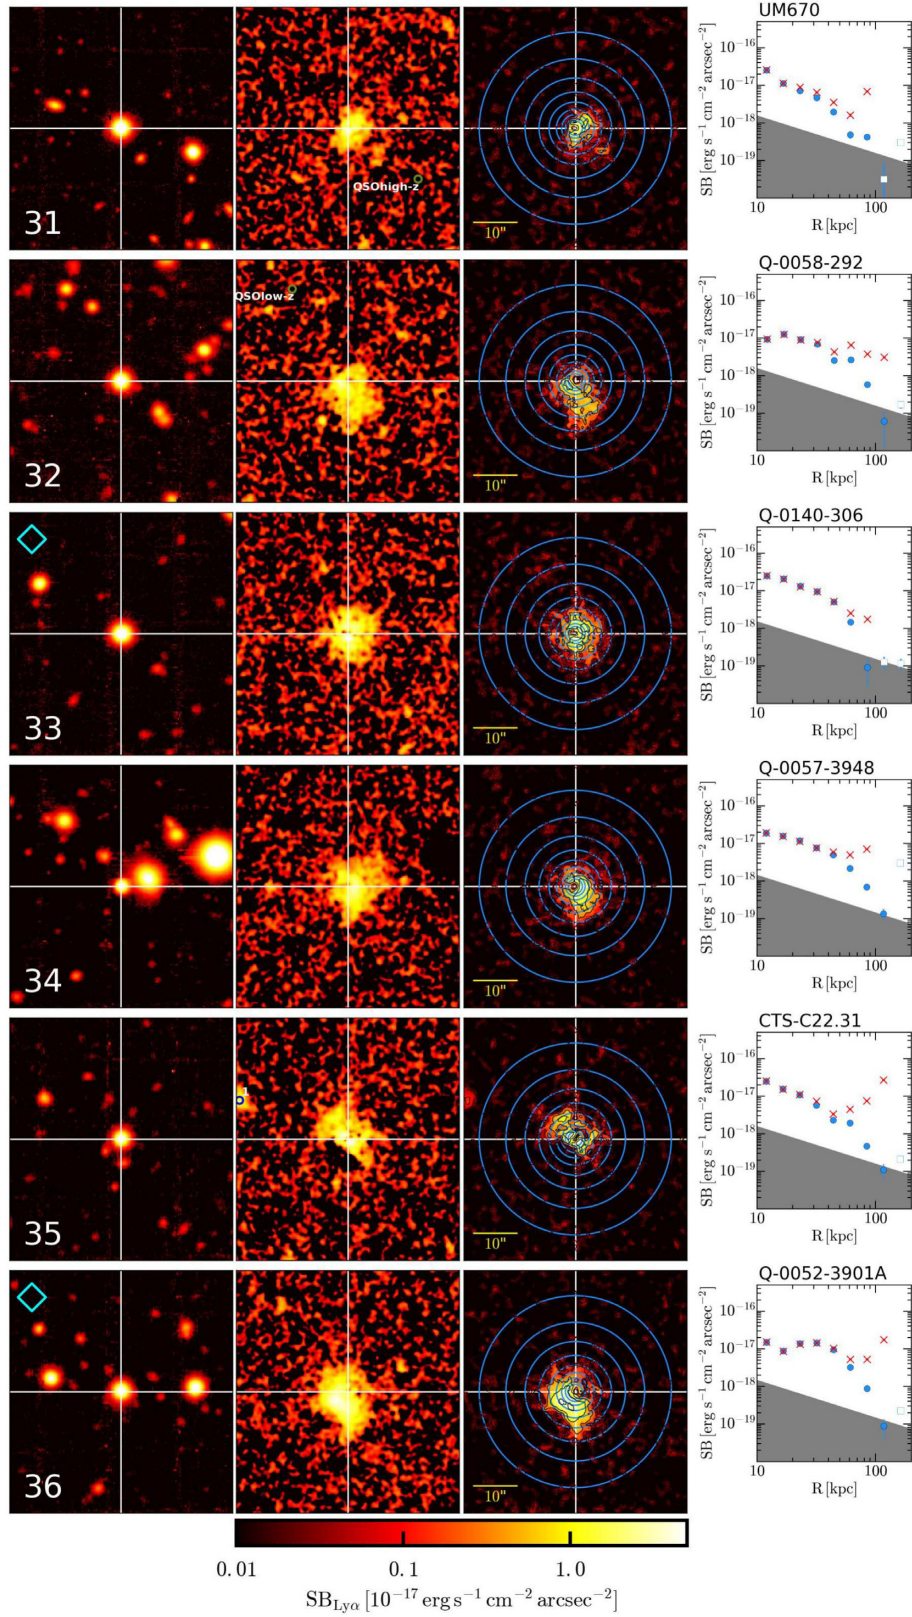 UM670
10⁻¹⁶
10⁻¹⁷
10⁻¹⁸
10⁻¹⁹
SB [erg s⁻¹ cm⁻² arcsec⁻²]
10 100
R [kpc]
QSOhigh-z
31
10"
Q-0058-292
10⁻¹⁶
10⁻¹⁷
10⁻¹⁸
10⁻¹⁹
SB [erg s⁻¹ cm⁻² arcsec⁻²]
10 100
R [kpc]
QSOlow-z
32
10"
Q-0140-306
10⁻¹⁶
10⁻¹⁷
10⁻¹⁸
10⁻¹⁹
SB [erg s⁻¹ cm⁻² arcsec⁻²]
10 100
R [kpc]
33
10"
Q-0057-3948
10⁻¹⁶
10⁻¹⁷
10⁻¹⁸
10⁻¹⁹
SB [erg s⁻¹ cm⁻² arcsec⁻²]
10 100
R [kpc]
34
10"
CTS-C22.31
10⁻¹⁶
10⁻¹⁷
10⁻¹⁸
10⁻¹⁹
SB [erg s⁻¹ cm⁻² arcsec⁻²]
10 100
R [kpc]
1
35
10"
Q-0052-3901A
10⁻¹⁶
10⁻¹⁷
10⁻¹⁸
10⁻¹⁹
SB [erg s⁻¹ cm⁻² arcsec⁻²]
10 100
R [kpc]
36
10"
0.01 0.1 1.0
SB_Lyα [10⁻¹⁷ erg s⁻¹ cm⁻² arcsec⁻²]